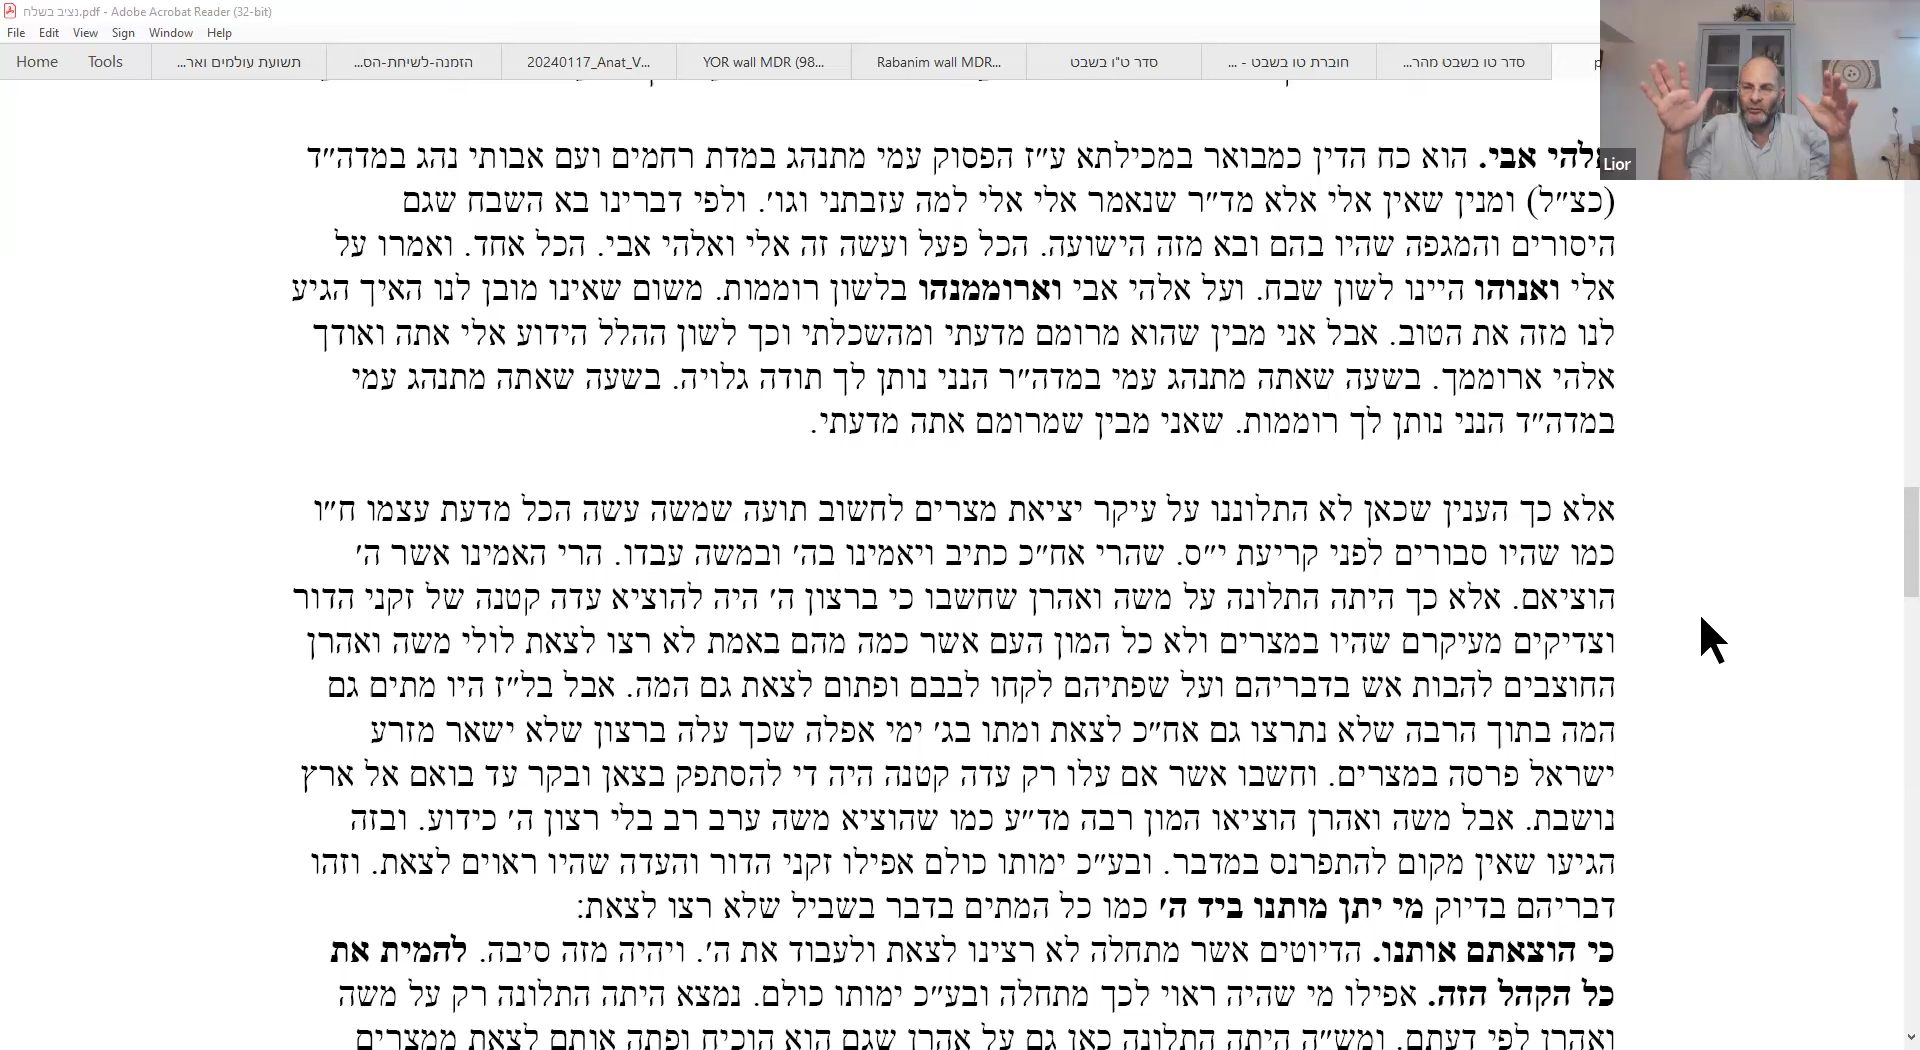 נציב בשלח.pdf - Adobe Acrobat Reader (32-bit)
File Edit View Sign Window Help
Home Tools תשועת עולמים ואר... הזמנה-לשיחת-הס... 20240117_Anat_V... YOR wall MDR (98... Rabanim wall MDR... סדר ט"ו בשבט חוברת טו בשבט - ... סדר טו בשבט מהר...
Lior
אלהי אבי. הוא כח הדין כמבואר במכילתא ע"ז הפסוק עמי מתנהג במדת רחמים ועם אבותי נהג במדה"ד
(כצ"ל) ומנין שאין אלי אלא מד"ר שנאמר אלי אלי למה עזבתני וגו'. ולפי דברינו בא השבח שגם
היסורים והמגפה שהיו בהם ובא מזה הישועה. הכל פעל ועשה זה אלי ואלהי אבי. הכל אחד. ואמרו על
אלי ואנוהו היינו לשון שבח. ועל אלהי אבי וארוממנהו בלשון רוממות. משום שאינו מובן לנו האיך הגיע
לנו מזה את הטוב. אבל אני מבין שהוא מרומם מדעתי ומהשכלתי וכך לשון ההלל הידוע אלי אתה ואודך
אלהי ארוממך. בשעה שאתה מתנהג עמי במדה"ר הנני נותן לך תודה גלויה. בשעה שאתה מתנהג עמי
במדה"ד הנני נותן לך רוממות. שאני מבין שמרומם אתה מדעתי.
אלא כך הענין שכאן לא התלוננו על עיקר יציאת מצרים לחשוב תועה שמשה עשה הכל מדעת עצמו ח"ו
כמו שהיו סבורים לפני קריעת י"ס. שהרי אח"כ כתיב ויאמינו בה' ובמשה עבדו. הרי האמינו אשר ה'
הוציאם. אלא כך היתה התלונה על משה ואהרן שחשבו כי ברצון ה' היה להוציא עדה קטנה של זקני הדור
וצדיקים מעיקרם שהיו במצרים ולא כל המון העם אשר כמה מהם באמת לא רצו לצאת לולי משה ואהרן
החוצבים להבות אש בדבריהם ועל שפתיהם לקחו לבבם ופתום לצאת גם המה. אבל בל"ז היו מתים גם
המה בתוך הרבה שלא נתרצו גם אח"כ לצאת ומתו בג' ימי אפלה שכך עלה ברצון שלא ישאר מזרע
ישראל פרסה במצרים. וחשבו אשר אם עלו רק עדה קטנה היה די להסתפק בצאן ובקר עד בואם אל ארץ
נושבת. אבל משה ואהרן הוציאו המון רבה מד"ע כמו שהוציא משה ערב רב בלי רצון ה' כידוע. ובזה
הגיעו שאין מקום להתפרנס במדבר. ובע"כ ימותו כולם אפילו זקני הדור והעדה שהיו ראוים לצאת. וזהו
דבריהם בדיוק מי יתן מותנו ביד ה' כמו כל המתים בדבר בשביל שלא רצו לצאת:
כי הוצאתם אותנו. הדיוטים אשר מתחלה לא רצינו לצאת ולעבוד את ה'. ויהיה מזה סיבה. להמית את
כל הקהל הזה. אפילו מי שהיה ראוי לכך מתחלה ובע"כ ימותו כולם. נמצא היתה התלונה רק על משה
ואהרן לפי דעתם. ומש"ה היתה התלונה כאן גם על אהרן שגם הוא הוכיח ופתה אותם לצאת ממצרים